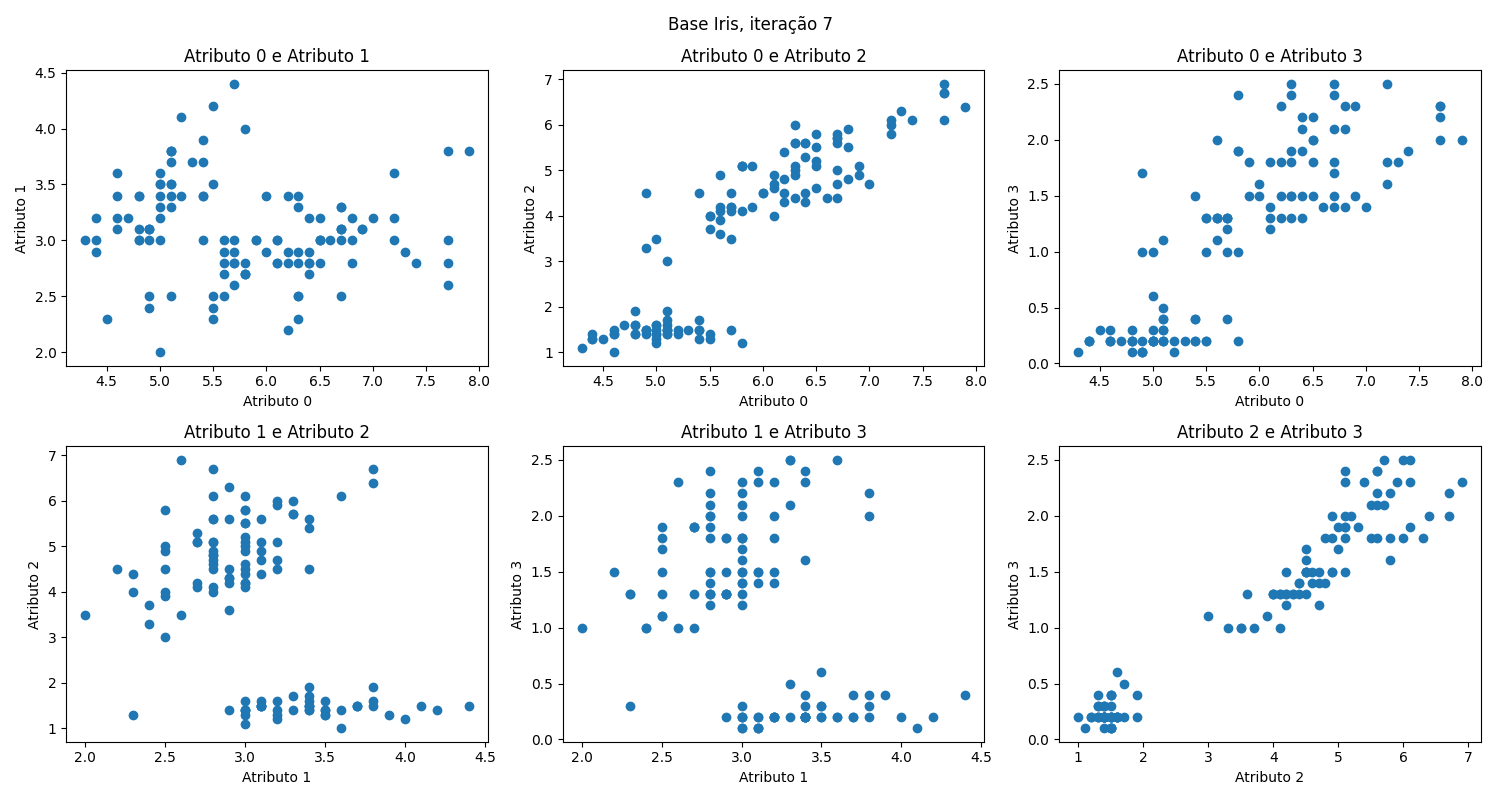 Base Iris, iteração 7
Atributo 0 e Atributo 1
Atributo 1
4.5
4.0
3.5
3.0
2.5
2.0
4.5 5.0 5.5 6.0 6.5 7.0 7.5 8.0
Atributo 0
Atributo 0 e Atributo 2
Atributo 2
7
6
5
4
3
2
1
4.5 5.0 5.5 6.0 6.5 7.0 7.5 8.0
Atributo 0
Atributo 0 e Atributo 3
Atributo 3
2.5
2.0
1.5
1.0
0.5
0.0
4.5 5.0 5.5 6.0 6.5 7.0 7.5 8.0
Atributo 0
Atributo 1 e Atributo 2
Atributo 2
7
6
5
4
3
2
1
2.0 2.5 3.0 3.5 4.0 4.5
Atributo 1
Atributo 1 e Atributo 3
Atributo 3
2.5
2.0
1.5
1.0
0.5
0.0
2.0 2.5 3.0 3.5 4.0 4.5
Atributo 1
Atributo 2 e Atributo 3
Atributo 3
2.5
2.0
1.5
1.0
0.5
0.0
1 2 3 4 5 6 7
Atributo 2